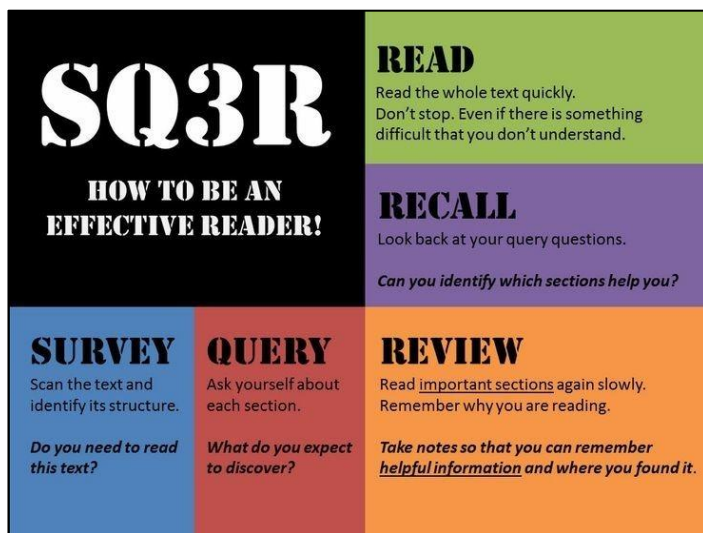 SQ3R
HOW TO BE AN
EFFECTIVE READER!
SURVEY
Scan the text and
identify its structure.
Do you need to read
this text?
QUERY
Ask yourself about
each section.
What do you expect
to discover?
READ
Read the whole text quickly.
Don't stop. Even if there is something
difficult that you don't understand.
RECALL
Look back at your query questions.
Can you identify which sections help you?
REVIEW
Read important sections again slowly.
Remember why you are reading.
Take notes so that you can remember
helpful information and where you found it.